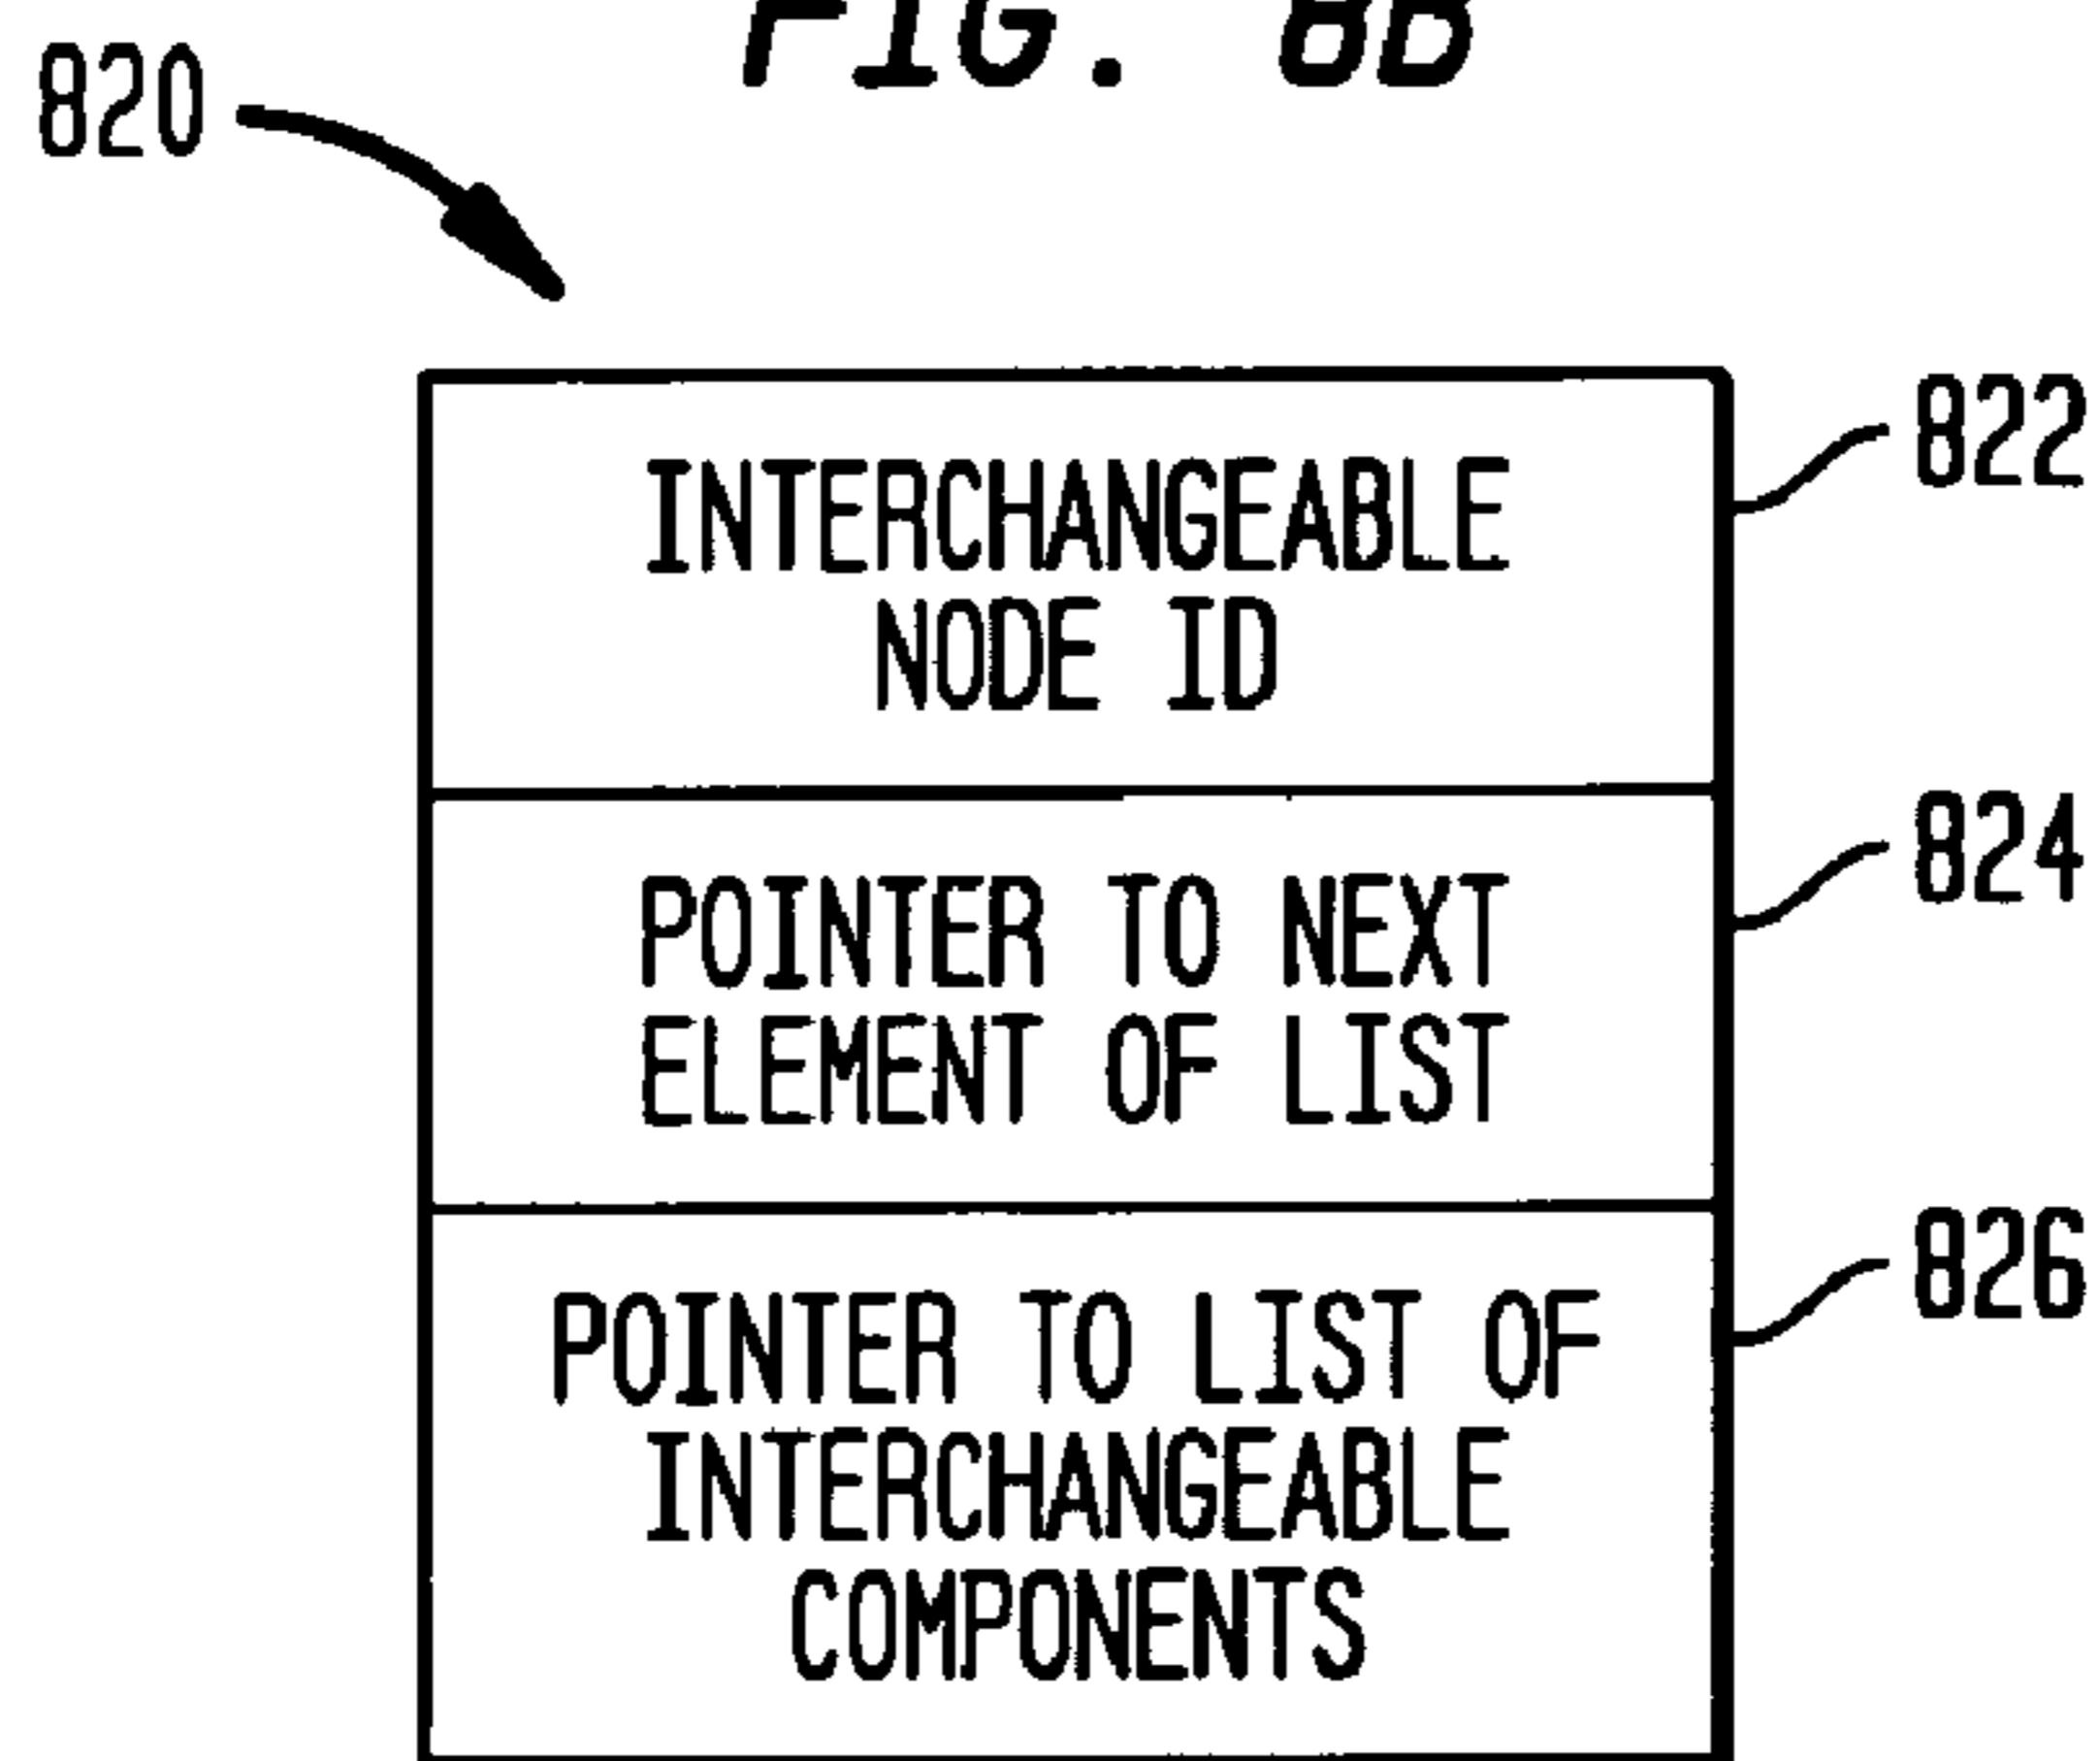 FIG. 8B
820
INTERCHANGEABLE
NODE ID
822
POINTER TO NEXT
ELEMENT OF LIST
824
POINTER TO LIST OF
INTERCHANGEABLE
COMPONENTS
826